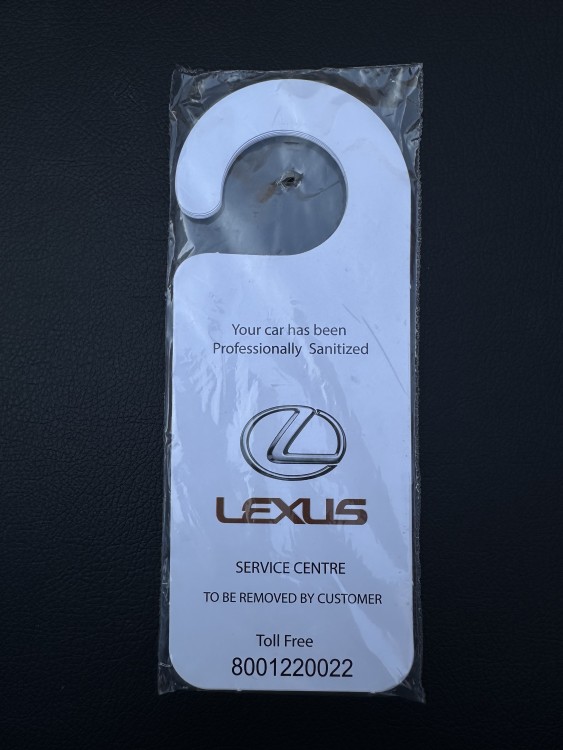 Your car has been
Professionally Sanitized
LEXUS
SERVICE CENTRE
TO BE REMOVED BY CUSTOMER
Toll Free
8001220022